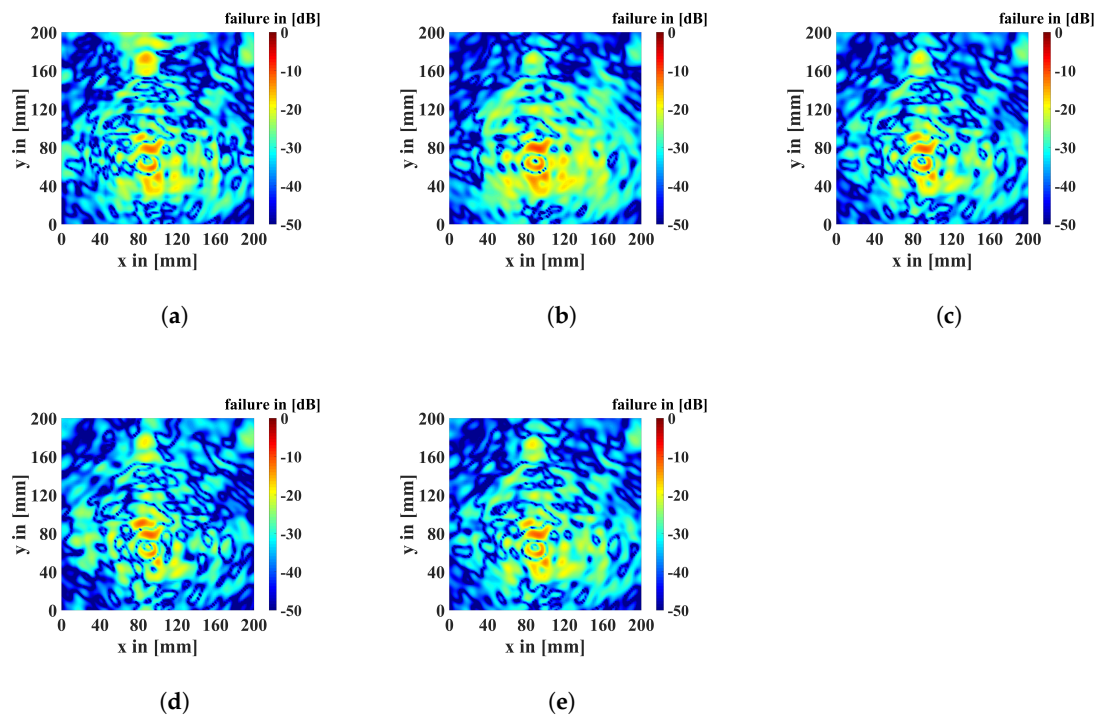 failure in [dB] failure in [dB] failure in [dB]
200 0 200 0 200 0
160 -10 160 -10 160 -10
120 -20 120 -20 120 -20
80 -30 80 -30 80 -30
40 -40 40 -40 40 -40
0 -50 0 -50 0 -50
y in [mm] y in [mm] y in [mm]
0 40 80 120 160 200 0 40 80 120 160 200 0 40 80 120 160 200
x in [mm] x in [mm] x in [mm]
(a) (b) (c)
failure in [dB] failure in [dB]
200 0 200 0
160 -10 160 -10
120 -20 120 -20
80 -30 80 -30
40 -40 40 -40
0 -50 0 -50
y in [mm] y in [mm]
0 40 80 120 160 200 0 40 80 120 160 200
x in [mm] x in [mm]
(d) (e)